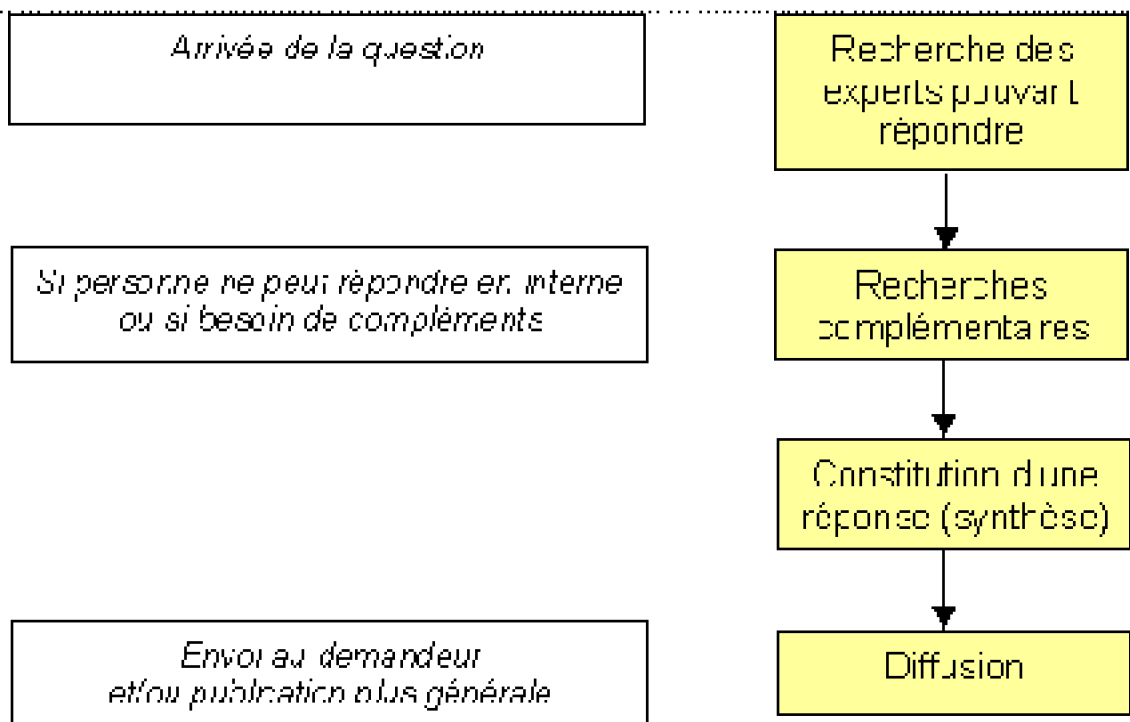 Arrivée de la question
Recherche des
experts pouvant
répondre
Si personne ne peut répondre en interne
ou si besoin de compléments
Recherches
complémentaires
Constitution d'une
réponse (synthèse)
Envoi au demandeur
et/ou publication plus générale
Diffusion